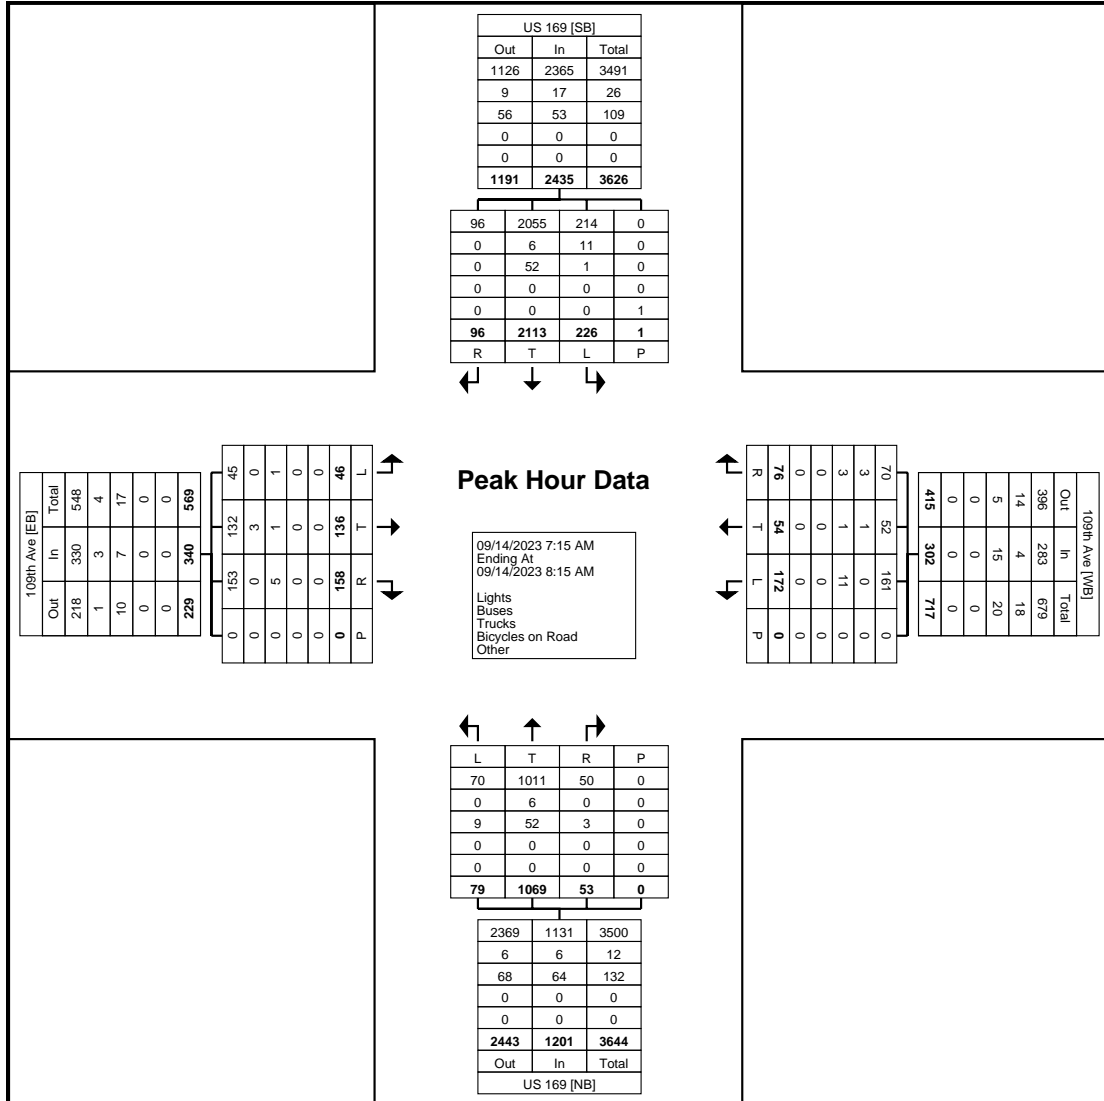 US 169 [SB]
Out In Total
1126 2365 3491
9 17 26
56 53 109
0 0 0
0 0 0
1191 2435 3626
96 2055 214 0
0 6 11 0
0 52 1 0
0 0 0 0
0 0 0 1
96 2113 226 1
R T L P
109th Ave [EB]
Total 548 4 17 0 0 569
In 330 3 7 0 0 340
Out 218 1 10 0 0 229
45 0 1 0 0 46 L
132 3 1 0 0 136 T
153 0 5 0 0 158 R
0 0 0 0 0 0 P
Peak Hour Data
09/14/2023 7:15 AM
Ending At
09/14/2023 8:15 AM
Lights
Buses
Trucks
Bicycles on Road
Other
R 76 0 0 3 3 70
T 54 0 0 1 1 52
L 172 0 0 11 0 161
P 0 0 0 0 0 0
415 0 0 5 14 396 Out
302 0 0 15 4 283 In
717 0 0 20 18 679 Total
109th Ave [WB]
L T R P
70 1011 50 0
0 6 0 0
9 52 3 0
0 0 0 0
0 0 0 0
79 1069 53 0
2369 1131 3500
6 6 12
68 64 132
0 0 0
0 0 0
2443 1201 3644
Out In Total
US 169 [NB]